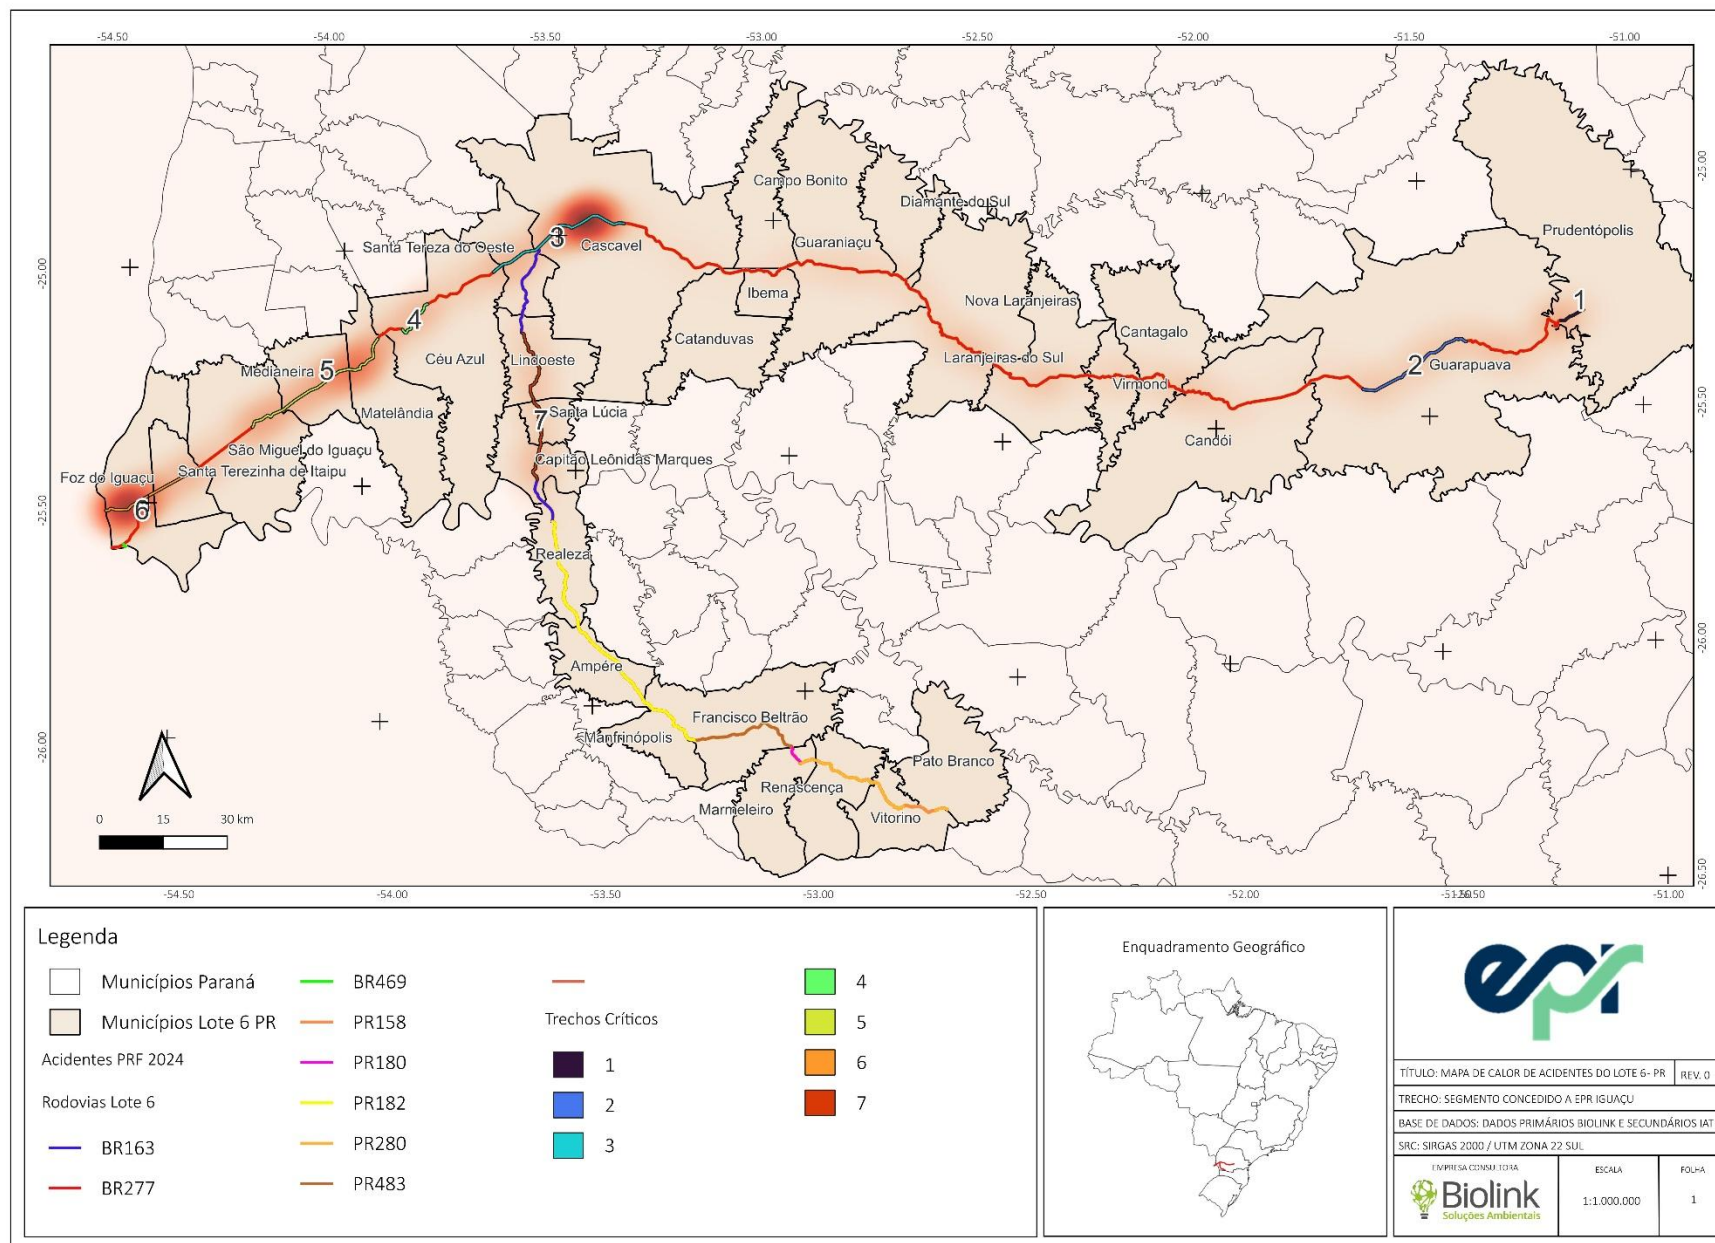 -54.50
-54.00
-53.50
-53.00
-52.50
-52.00
-51.50
-51.00
-25.00
-25.50
-26.00
-25.00
-25.50
-26.00
-26.50
Campo Bonito
Diamante do Sul
Prudentópolis
Santa Tereza do Oeste
3
Cascavel
Guaraniaçu
Ibema
Nova Laranjeiras
1
4
Cantagalo
Céu Azul
Lindoeste
Catanduvas
Laranjeiras do Sul
2
Guarapuava
Medianeira
5
Virmond
Matelândia
7
Santa Lúcia
Candói
São Miguel do Iguaçu
Capitão Leônidas Marques
Foz do Iguaçu
Santa Terezinha de Itaipu
6
Realeza
Ampére
Francisco Beltrão
Manfrinópolis
Pato Branco
Renascença
Marmeleiro
Vitorino
0 15 30 km
-54.50
-54.00
-53.50
-53.00
-52.50
-52.00
-51.00
Legenda
Municípios Paraná
Municípios Lote 6 PR
Acidentes PRF 2024
Rodovias Lote 6
BR163
BR277
BR469
PR158
PR180
PR182
PR280
PR483
Trechos Críticos
1
2
3
4
5
6
7
Enquadramento Geográfico
epr
TÍTULO: MAPA DE CALOR DE ACIDENTES DO LOTE 6- PR
REV. 0
TRECHO: SEGMENTO CONCEDIDO A EPR IGUAÇU
BASE DE DADOS: DADOS PRIMÁRIOS BIOLINK E SECUNDÁRIOS IAT
SRC: SIRGAS 2000 / UTM ZONA 22 SUL
EMPRESA CONSULTORA
Biolink
Soluções Ambientais
ESCALA
1:1.000.000
FOLHA
1